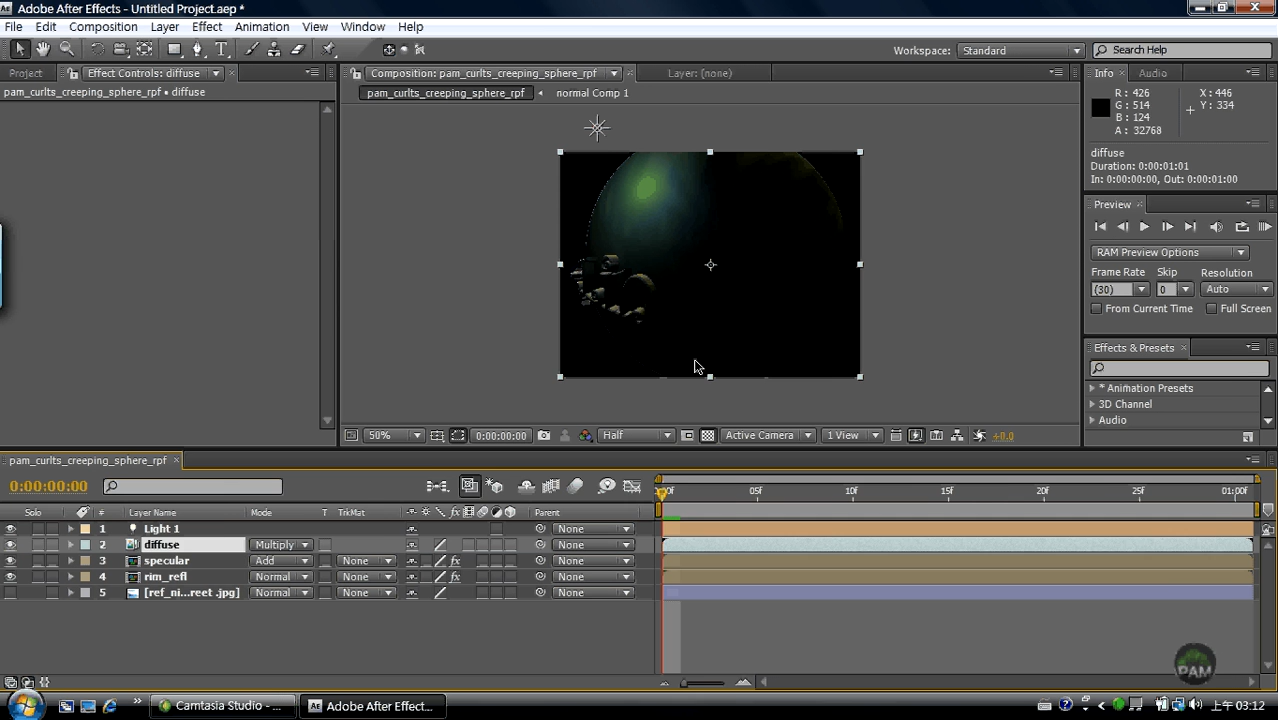 Adobe After Effects - Untitled Project.aep *
File Edit Composition Layer Effect Animation View Window Help
Workspace: Standard Search Help
Project Effect Controls: diffuse
pam_curlts_creeping_sphere_rpf • diffuse
Composition: pam_curlts_creeping_sphere_rpf Layer: (none)
pam_curlts_creeping_sphere_rpf normal Comp 1
Info Audio
R: 426 X: 446
G: 514 Y: 334
B: 124
A: 32768
diffuse
Duration: 0:00:01:01
In: 0:00:00:00, Out: 0:00:01:00
Preview
RAM Preview Options
Frame Rate Skip Resolution
(30) 0 Auto
From Current Time Full Screen
Effects & Presets
* Animation Presets
3D Channel
Audio
50% 0:00:00:00 Half Active Camera 1 View +0.0
pam_curlts_creeping_sphere_rpf
0:00:00:00
:00f 05f 10f 15f 20f 25f 01:00f
Solo # Layer Name Mode T TrkMat fx Parent
1 Light 1 None
2 diffuse Multiply None
3 specular Add None fx None
4 rim_refl Normal None fx None
5 [ref_ni...reet .jpg] Normal None None
PAM
Camtasia Studio - ... Adobe After Effect... 上午 03:12